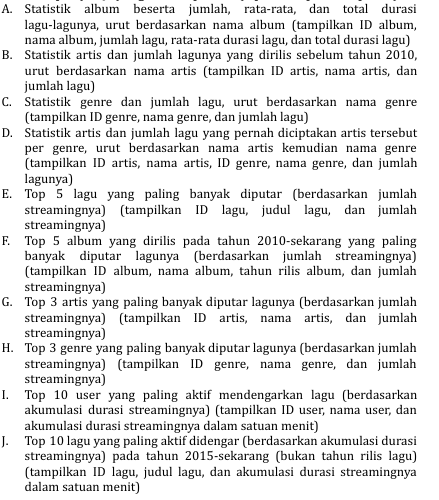 A. Statistik album beserta jumlah, rata-rata, dan total durasi
lagu-lagunya, urut berdasarkan nama album (tampilkan ID album,
nama album, jumlah lagu, rata-rata durasi lagu, dan total durasi lagu)
B. Statistik artis dan jumlah lagunya yang dirilis sebelum tahun 2010,
urut berdasarkan nama artis (tampilkan ID artis, nama artis, dan
jumlah lagu)
C. Statistik genre dan jumlah lagu, urut berdasarkan nama genre
(tampilkan ID genre, nama genre, dan jumlah lagu)
D. Statistik artis dan jumlah lagu yang pernah diciptakan artis tersebut
per genre, urut berdasarkan nama artis kemudian nama genre
(tampilkan ID artis, nama artis, ID genre, nama genre, dan jumlah
lagunya)
E. Top 5 lagu yang paling banyak diputar (berdasarkan jumlah
streamingnya) (tampilkan ID lagu, judul lagu, dan jumlah
streamingnya)
F. Top 5 album yang dirilis pada tahun 2010-sekarang yang paling
banyak diputar lagunya (berdasarkan jumlah streamingnya)
(tampilkan ID album, nama album, tahun rilis album, dan jumlah
streamingnya)
G. Top 3 artis yang paling banyak diputar lagunya (berdasarkan jumlah
streamingnya) (tampilkan ID artis, nama artis, dan jumlah
streamingnya)
H. Top 3 genre yang paling banyak diputar lagunya (berdasarkan jumlah
streamingnya) (tampilkan ID genre, nama genre, dan jumlah
streamingnya)
I. Top 10 user yang paling aktif mendengarkan lagu (berdasarkan
akumulasi durasi streamingnya) (tampilkan ID user, nama user, dan
akumulasi durasi streamingnya dalam satuan menit)
J. Top 10 lagu yang paling aktif didengar (berdasarkan akumulasi durasi
streamingnya) pada tahun 2015-sekarang (bukan tahun rilis lagu)
(tampilkan ID lagu, judul lagu, dan akumulasi durasi streamingnya
dalam satuan menit)